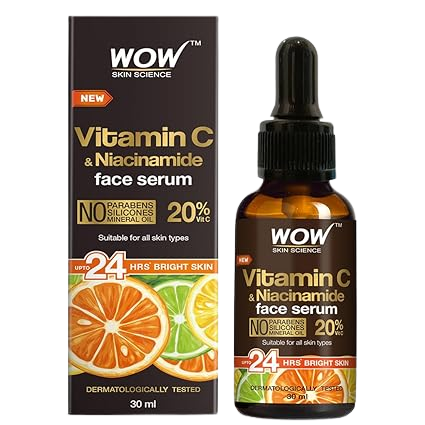 WOW™
SKIN SCIENCE
NEW
Vitamin C
& Niacinamide
face serum
NO PARABENS
SILICONES
MINERAL OIL
20%
Vit C
Suitable for all skin types
UPTO 24 HRS* BRIGHT SKIN
DERMATOLOGICALLY TESTED
30 ml
WOW™
SKIN SCIENCE
NEW
Vitamin C
& Niacinamide
face serum
NO PARABENS
SILICONES
MINERAL OIL
20%
Vit C
Suitable for all skin types
UPTO 24 HRS* BRIGHT SKIN
DERMATOLOGICALLY TESTED
30 ml